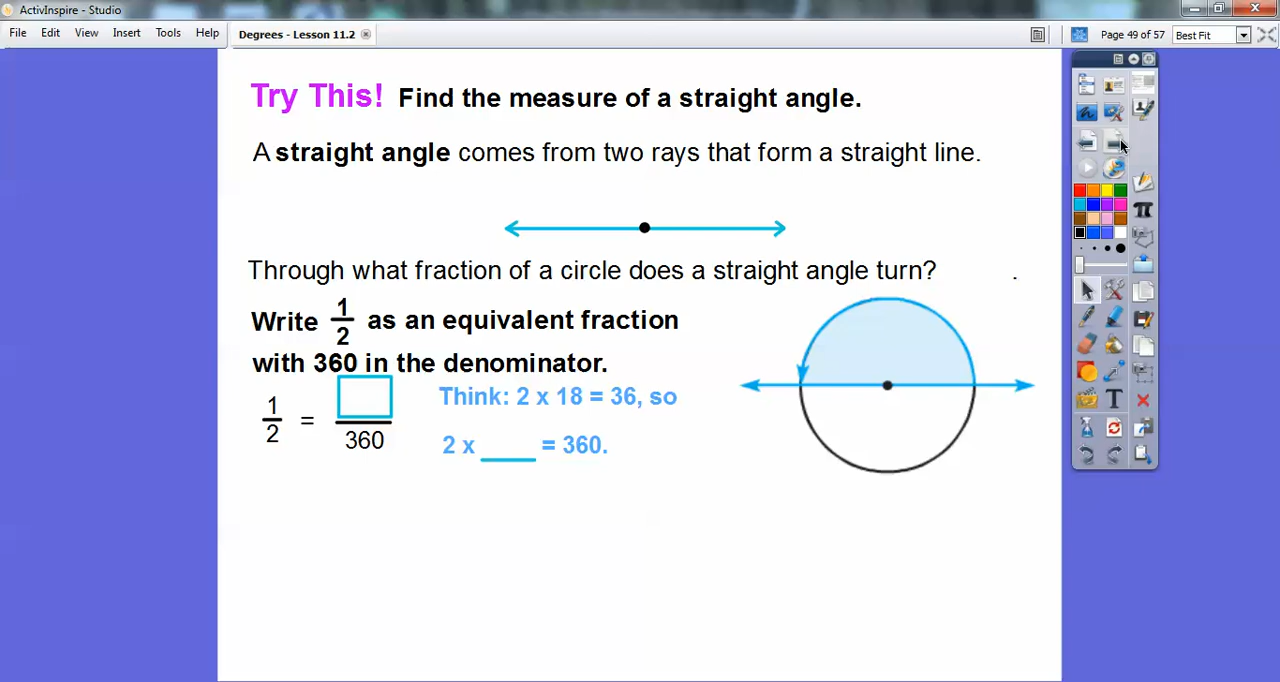 ActivInspire - Studio
File Edit View Insert Tools Help
Degrees - Lesson 11.2
Page 49 of 57
Best Fit
Try This! Find the measure of a straight angle.
A straight angle comes from two rays that form a straight line.
Through what fraction of a circle does a straight angle turn? .
Write 1/2 as an equivalent fraction
with 360 in the denominator.
1/2 = □/360
Think: 2 x 18 = 36, so
2 x ____ = 360.